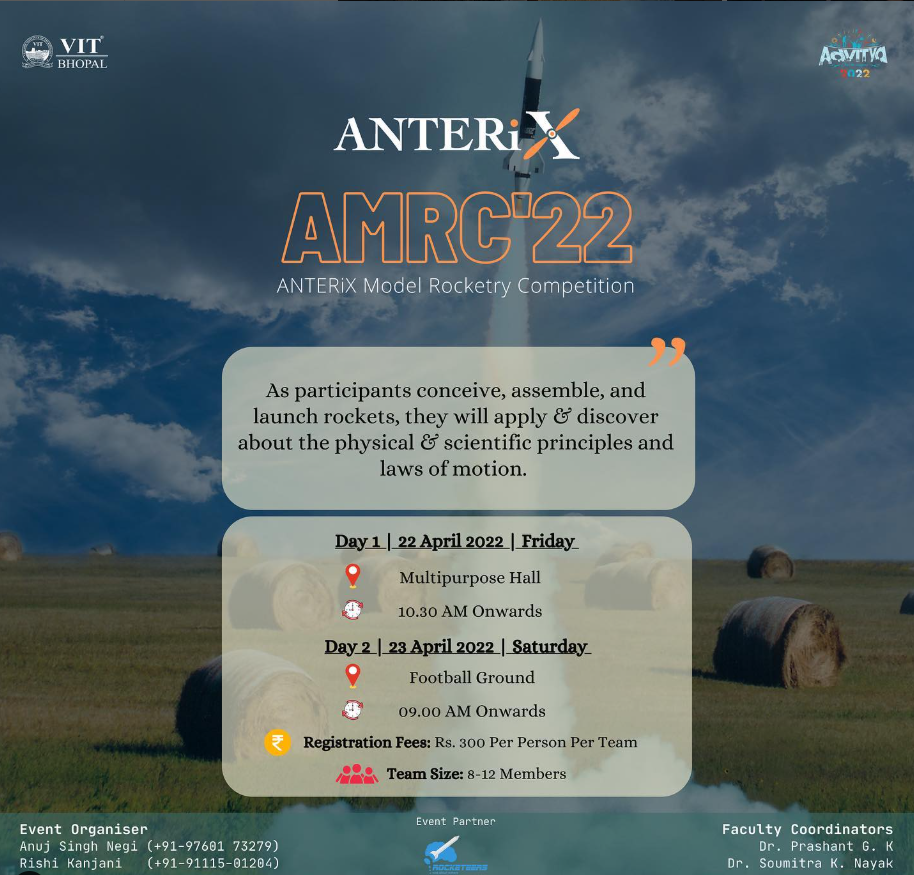 VIT
BHOPAL
ADVITYA
2022
ANTERiX
AMRC'22
ANTERiX Model Rocketry Competition
”
As participants conceive, assemble, and
launch rockets, they will apply & discover
about the physical & scientific principles and
laws of motion.
Day 1 | 22 April 2022 | Friday
Multipurpose Hall
10.30 AM Onwards
Day 2 | 23 April 2022 | Saturday
Football Ground
09.00 AM Onwards
₹ Registration Fees: Rs. 300 Per Person Per Team
Team Size: 8-12 Members
Event Organiser
Anuj Singh Negi (+91-97601 73279)
Rishi Kanjani (+91-91115-01204)
Event Partner
ROCKETEERS
Faculty Coordinators
Dr. Prashant G. K
Dr. Soumitra K. Nayak